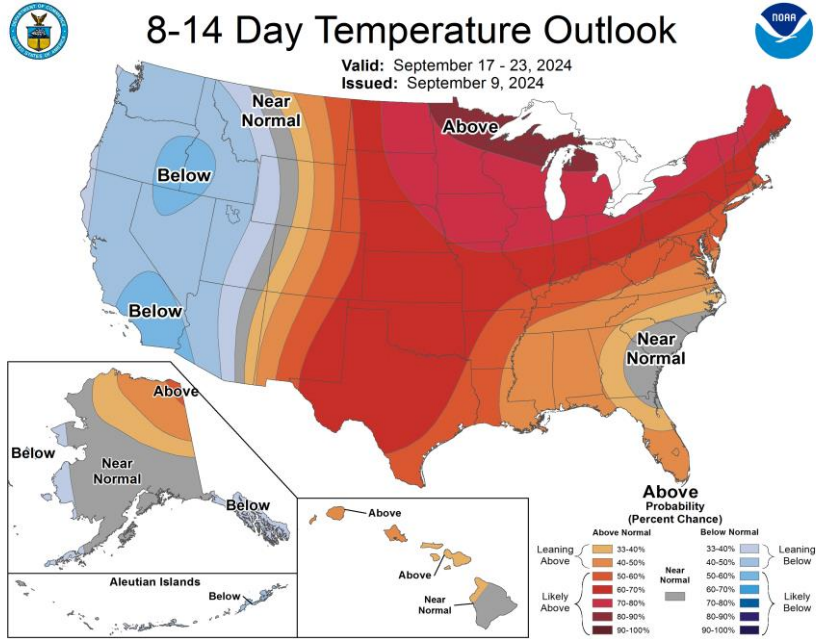 8-14 Day Temperature Outlook
Valid: September 17 - 23, 2024
Issued: September 9, 2024
NOAA
Near
Normal
Above
Below
Below
Near
Normal
Above
Above
Below
Near
Normal
Below
Aleutian Islands
Below
Above
Above
Near
Normal
Probability
(Percent Chance)
Above Normal
Below Normal
Leaning
Above
33-40%
40-50%
Likely
Above
50-60%
60-70%
70-80%
80-90%
90-100%
Near
Normal
33-40%
40-50%
Leaning
Below
50-60%
60-70%
70-80%
80-90%
90-100%
Likely
Below